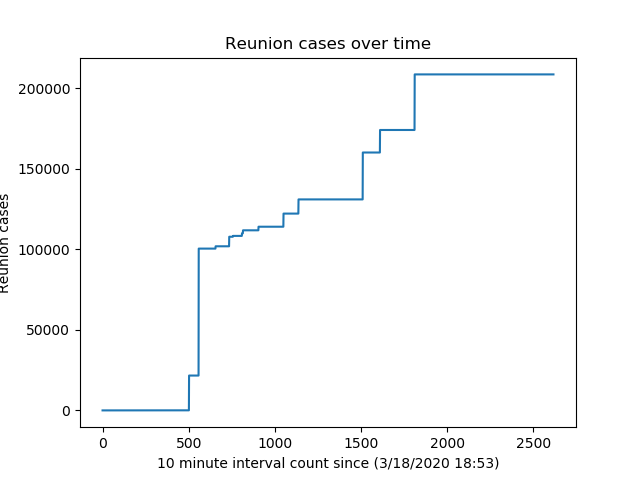 Reunion cases over time
200000
150000
100000
50000
0
Reunion cases
0 500 1000 1500 2000 2500
10 minute interval count since (3/18/2020 18:53)